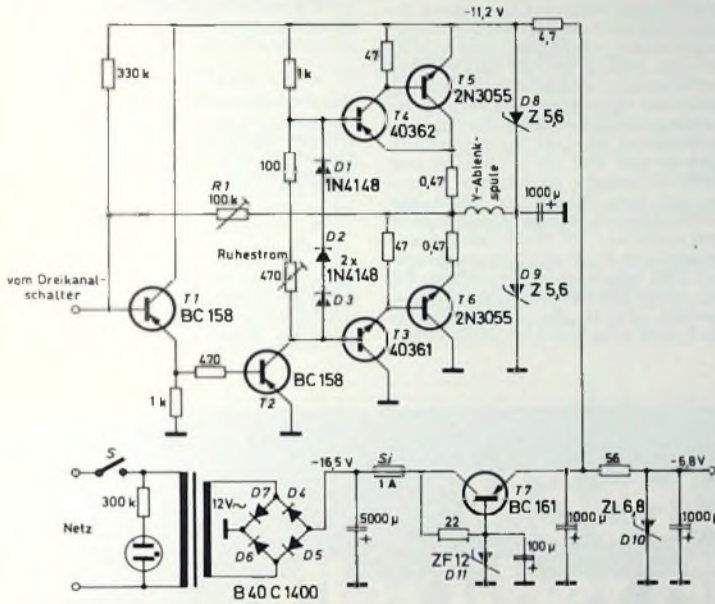 -11,2 V
4,7
330 k
1k
47
T5
2N3055
T4
40362
D8
Z 5,6
100
D1
1N4148
0,47
Y-Ablenk-
spule
1000 µ
+
R1
100 k
D2
2x
1N4148
Ruhestrom
470
47
0,47
D9
Z 5,6
vom Dreikanal-
schalter
T1
BC 158
D3
T6
2N3055
T3
40361
470
BC 158
T2
1 k
S
-16,5 V
Si
1 A
56
-6,8 V
300 k
12V~
D7
D4
T7
BC 161
ZL 6,8
Netz
5000 µ
+
22
1000 µ
+
1000 µ
+
D10
D6
D5
ZF 12
D11
100 µ
+
B 40 C 1400